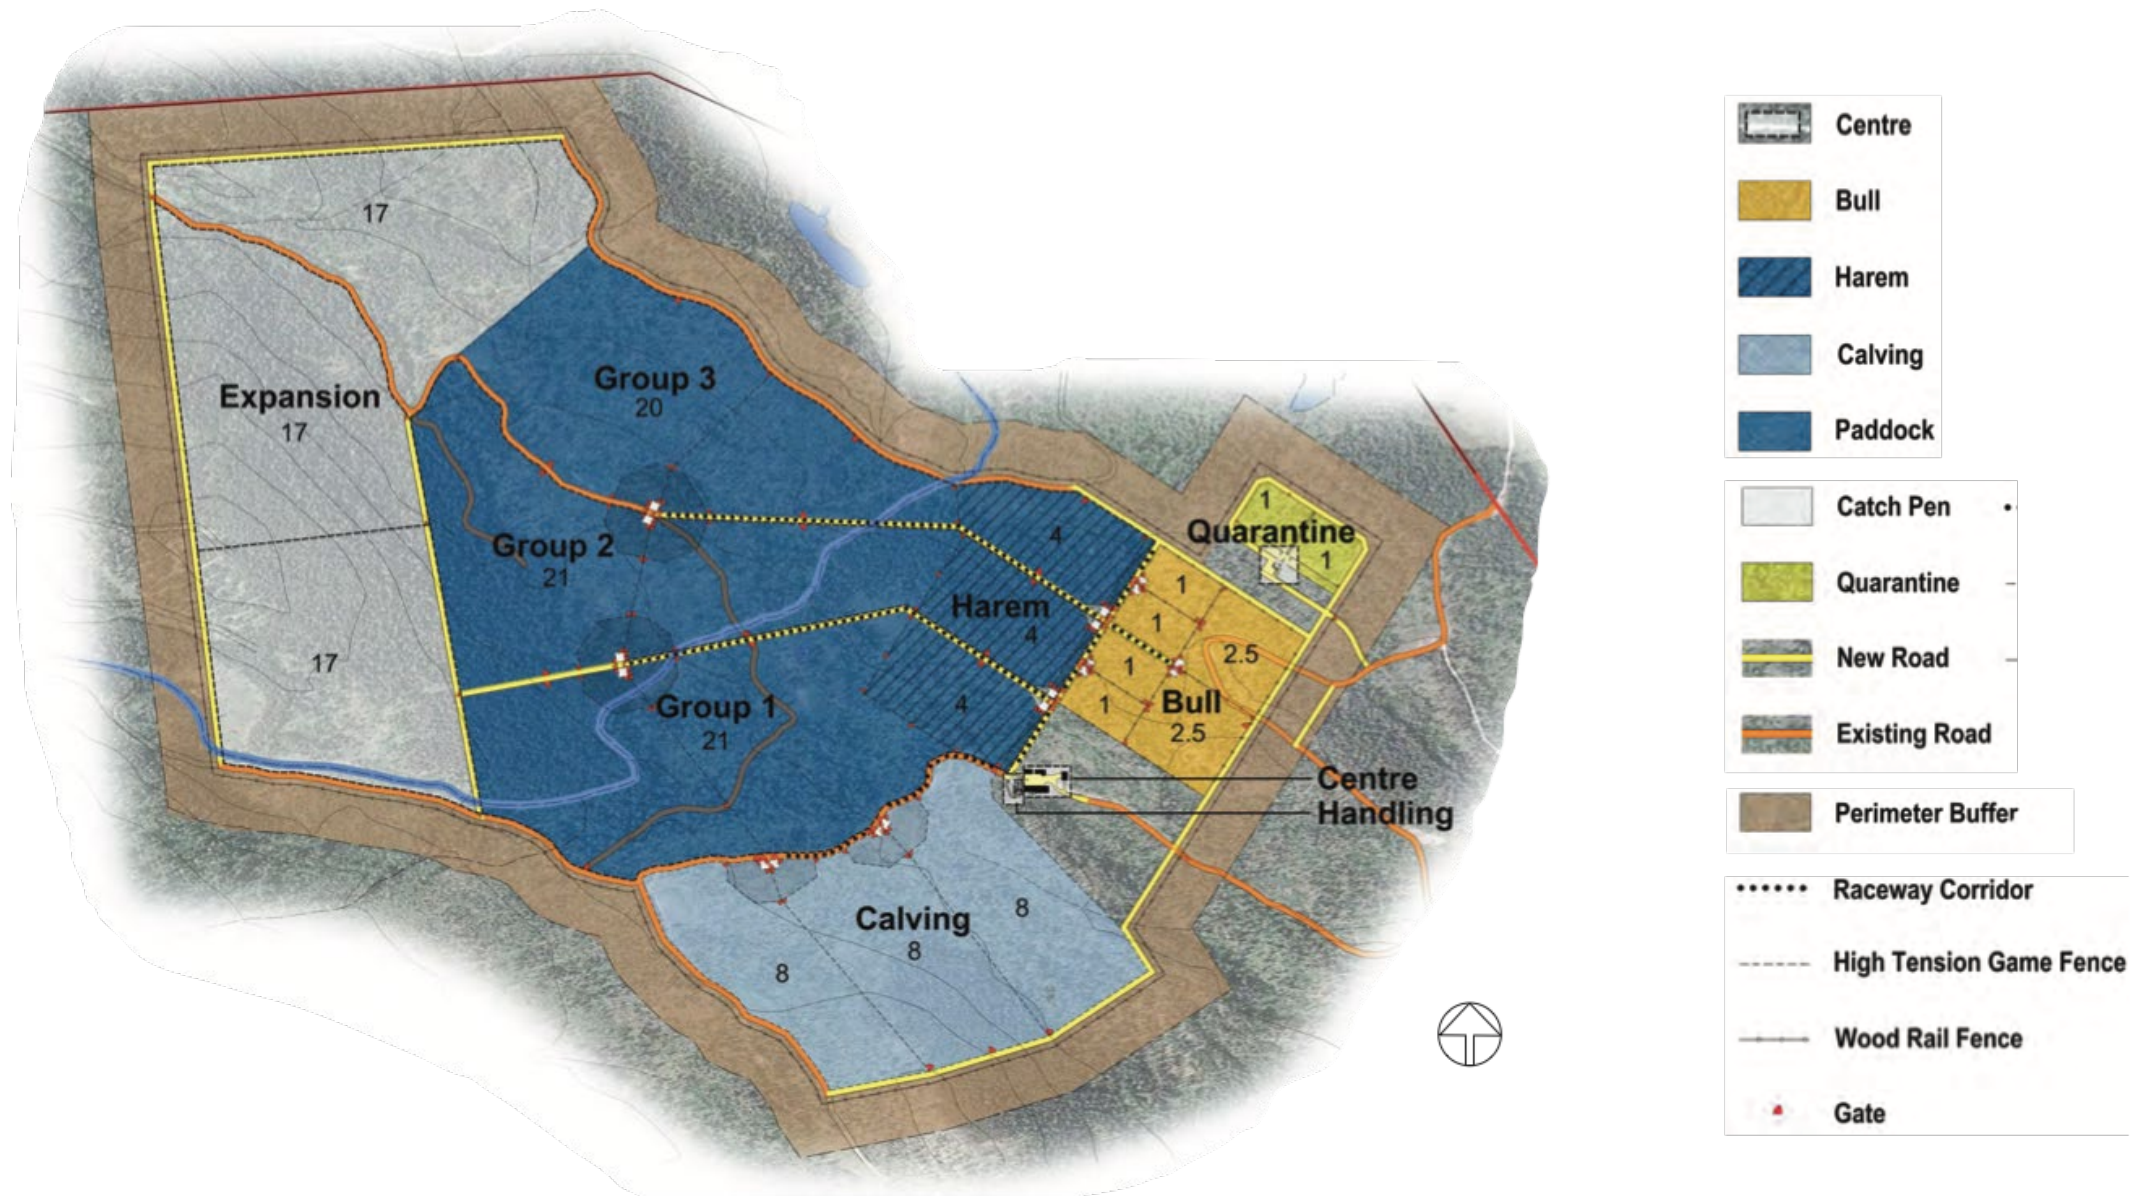 17
Expansion
17
17
Group 3
20
Group 2
21
Group 1
21
4
Harem
4
4
1
Quarantine
1
1
1
1
1
2.5
Bull
2.5
Centre
Handling
Calving
8
8
8
Centre
Bull
Harem
Calving
Paddock
Catch Pen
Quarantine
New Road
Existing Road
Perimeter Buffer
Raceway Corridor
High Tension Game Fence
Wood Rail Fence
Gate